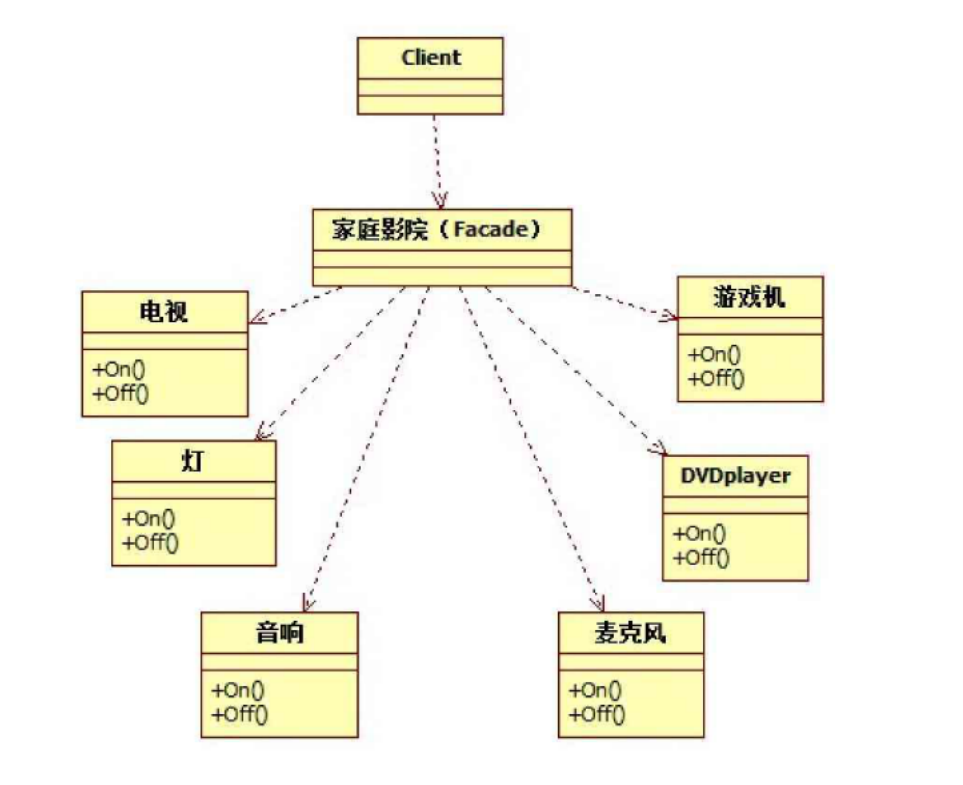 Client
家庭影院（Facade）
电视
+On()
+Off()
游戏机
+On()
+Off()
灯
+On()
+Off()
DVDplayer
+On()
+Off()
音响
+On()
+Off()
麦克风
+On()
+Off()